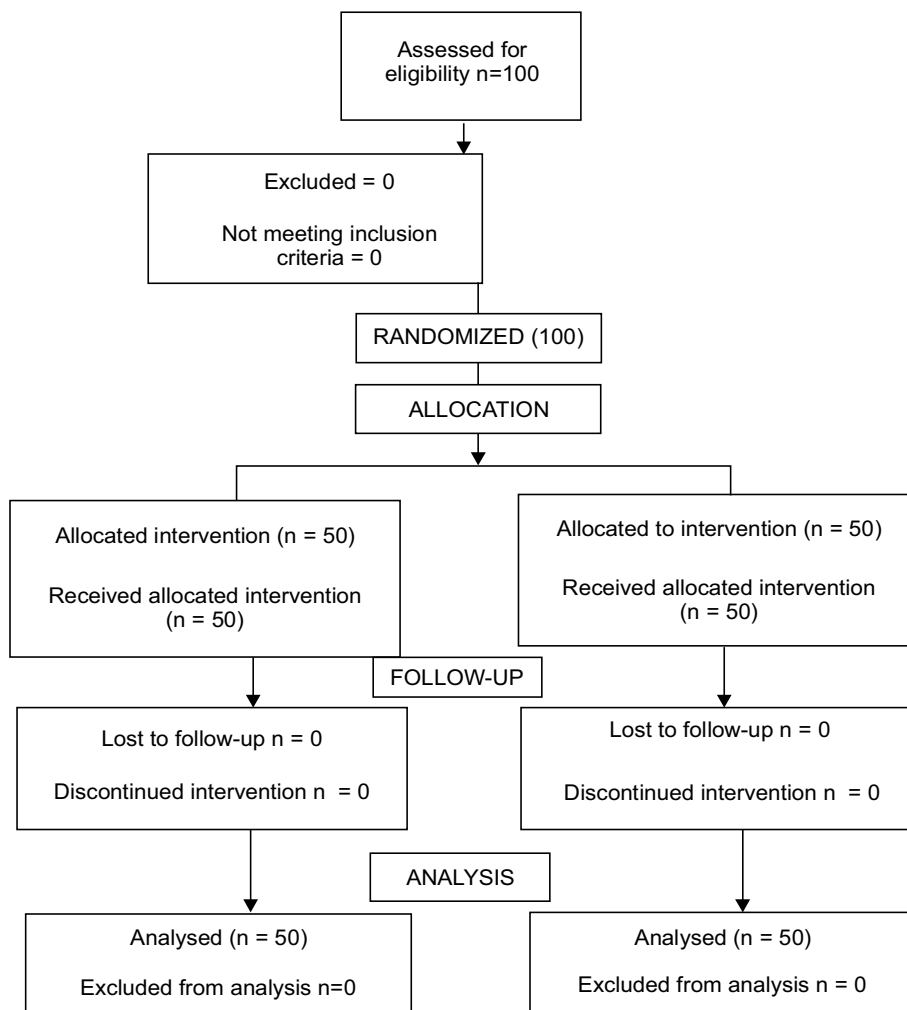 Assessed for
eligibility n=100
Excluded = 0
Not meeting inclusion
criteria = 0
RANDOMIZED (100)
ALLOCATION
Allocated intervention (n = 50)
Received allocated intervention
(n = 50)
Allocated to intervention (n = 50)
Received allocated intervention
(n = 50)
FOLLOW-UP
Lost to follow-up n = 0
Discontinued intervention n  = 0
Lost to follow-up n = 0
Discontinued intervention n  = 0
ANALYSIS
Analysed (n = 50)
Excluded from analysis n=0
Analysed (n = 50)
Excluded from analysis n = 0